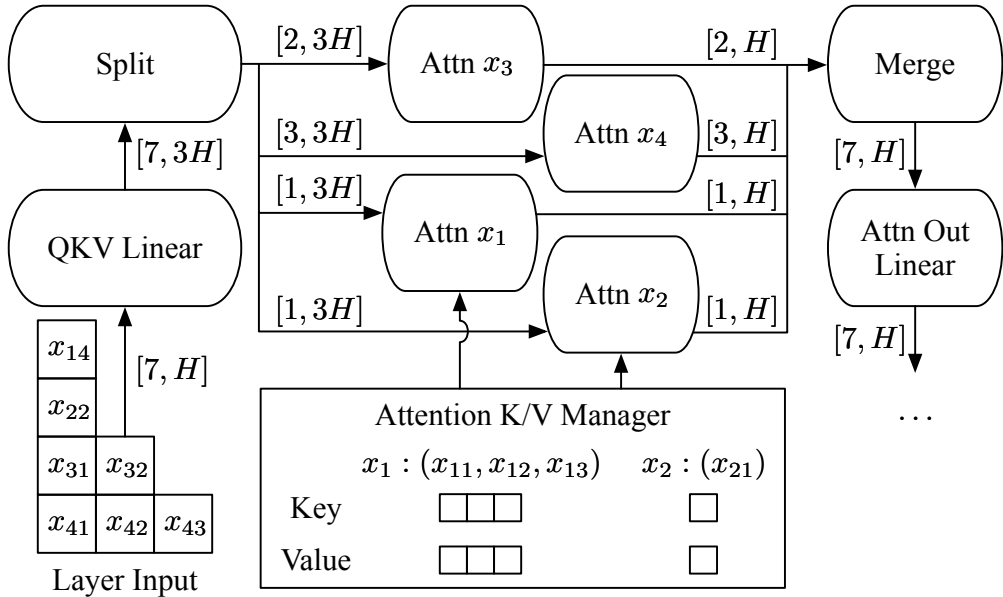 Split
[2, 3H]
Attn x₃
[2, H]
Merge
[7, 3H]
[3, 3H]
Attn x₄
[3, H]
[7, H]
QKV Linear
[1, 3H]
Attn x₁
[1, H]
Attn Out
Linear
[1, 3H]
Attn x₂
[1, H]
[7, H]
x₁₄
[7, H]
x₂₂
x₃₁ x₃₂
x₄₁ x₄₂ x₄₃
Layer Input
Attention K/V Manager
x₁ : (x₁₁, x₁₂, x₁₃)
x₂ : (x₂₁)
Key
Value
...